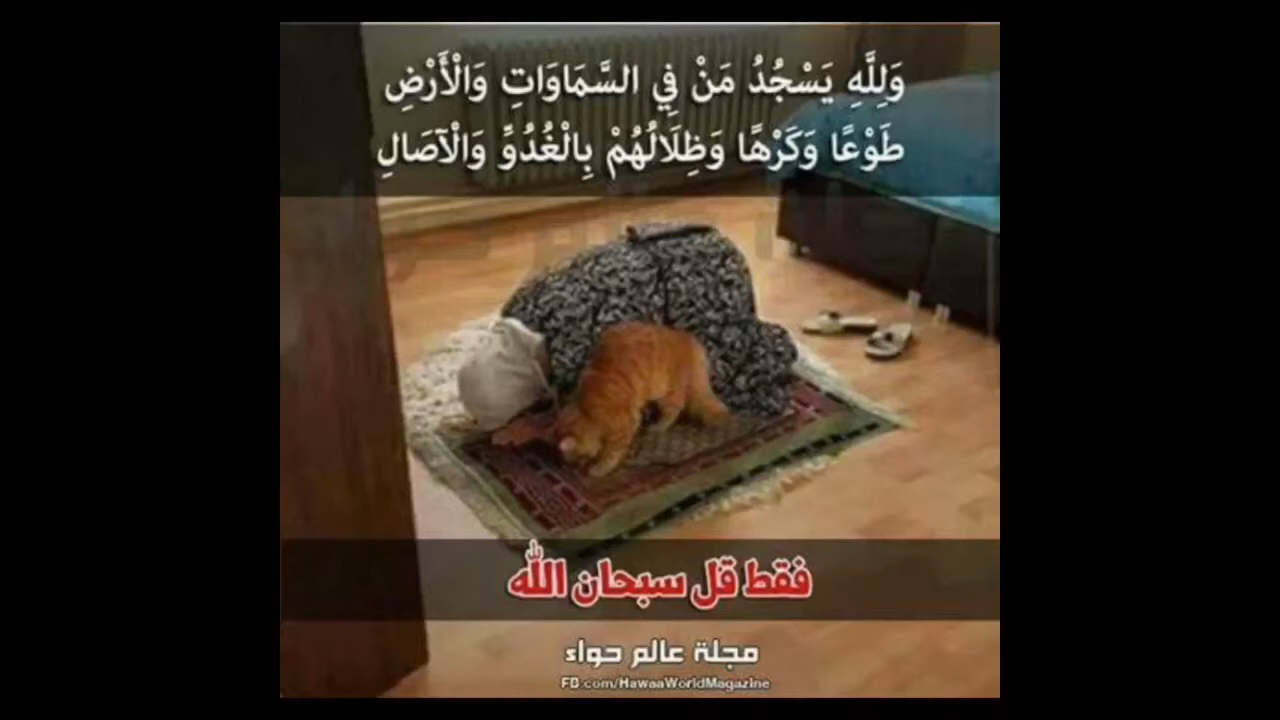 وَلِلَّهِ يَسْجُدُ مَنْ فِي السَّمَاوَاتِ وَالْأَرْضِ
طَوْعًا وَكَرْهًا وَظِلَالُهُمْ بِالْغُدُوِّ وَالْآصَالِ
فقط قل سبحان الله
مجلة عالم حواء
FB.com/HawaaWorldMagazine